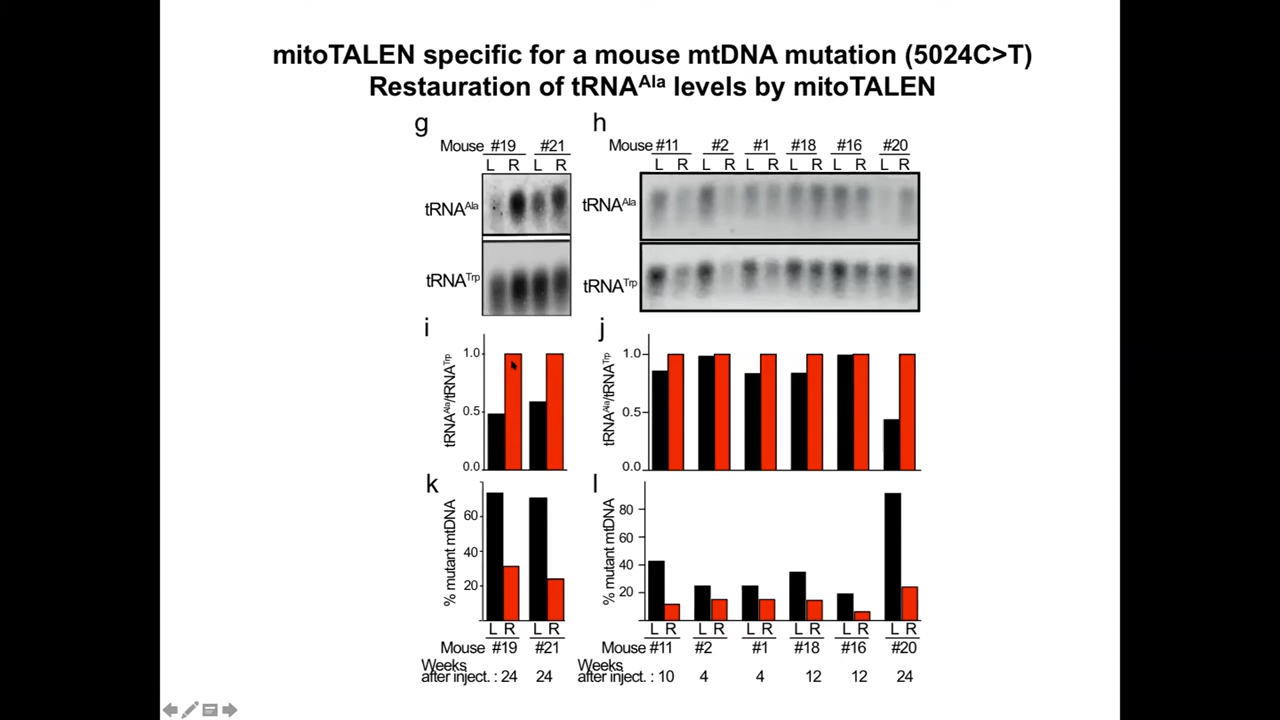 mitoTALEN specific for a mouse mtDNA mutation (5024C>T)
Restauration of tRNAAla levels by mitoTALEN
g
Mouse #19 #21
L R L R
tRNAAla
tRNATrp
h
Mouse #11 #2 #1 #18 #16 #20
L R L R L R L R L R L R
tRNAAla
tRNATrp
i
tRNAAla/tRNATrp
1.0
0.5
0.0
j
tRNAAla/tRNATrp
1.0
0.5
0.0
k
% mutant mtDNA
60
40
20
L R L R
Mouse #19 #21
Weeks
after inject. : 24 24
l
% mutant mtDNA
80
60
40
20
L R L R L R L R L R L R
Mouse #11 #2 #1 #18 #16 #20
Weeks
after inject. : 10 4 4 12 12 24